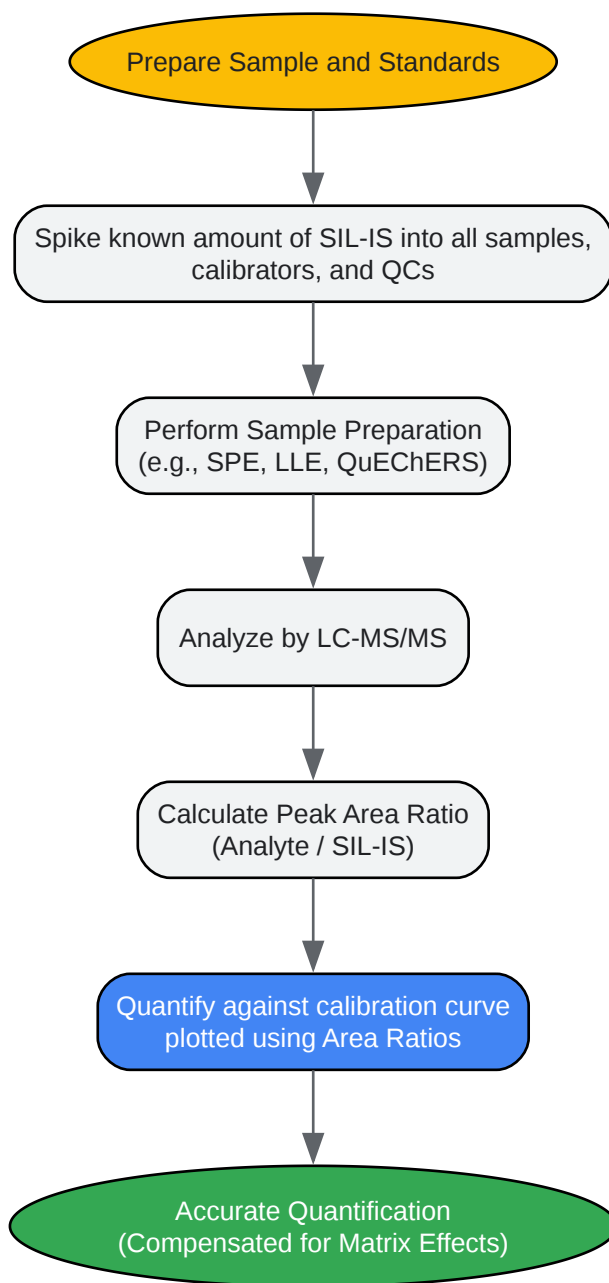 Prepare Sample and Standards
Spike known amount of SIL-IS into all samples,
calibrators, and QCs
Perform Sample Preparation
(e.g., SPE, LLE, QuEChERS)
Analyze by LC-MS/MS
Calculate Peak Area Ratio
(Analyte / SIL-IS)
Quantify against calibration curve
plotted using Area Ratios
Accurate Quantification
(Compensated for Matrix Effects)